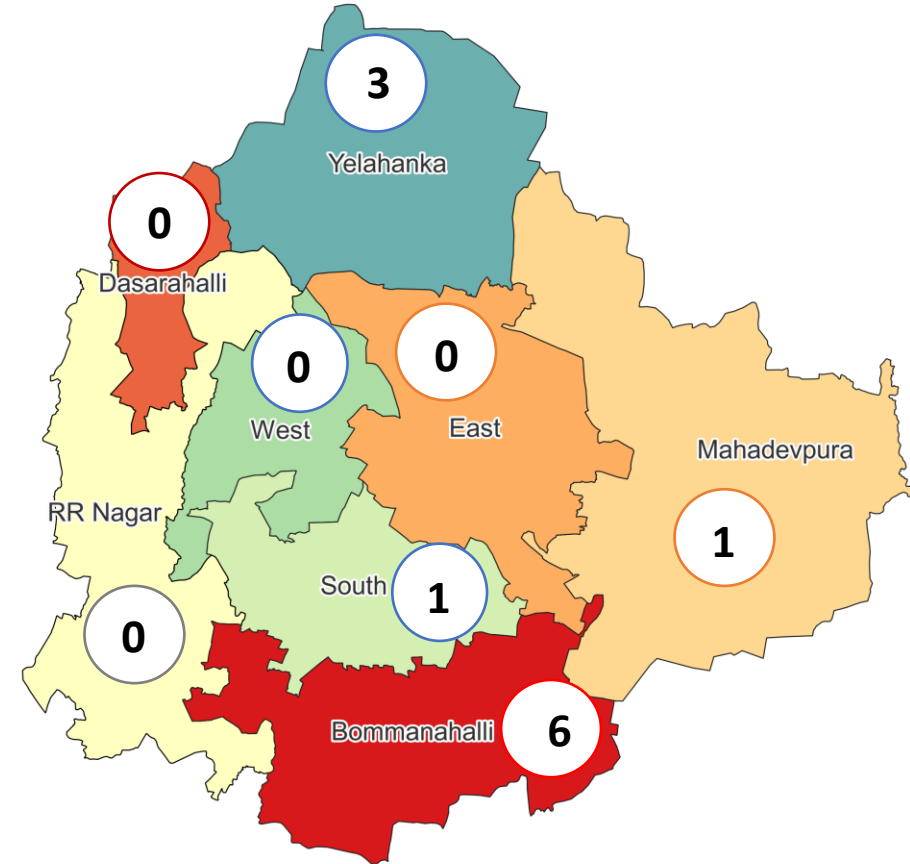 3
Yelahanka
0
Dasarahalli
0
0
West
East
Mahadevpura
RR Nagar
1
South
1
0
Bommanahalli
6